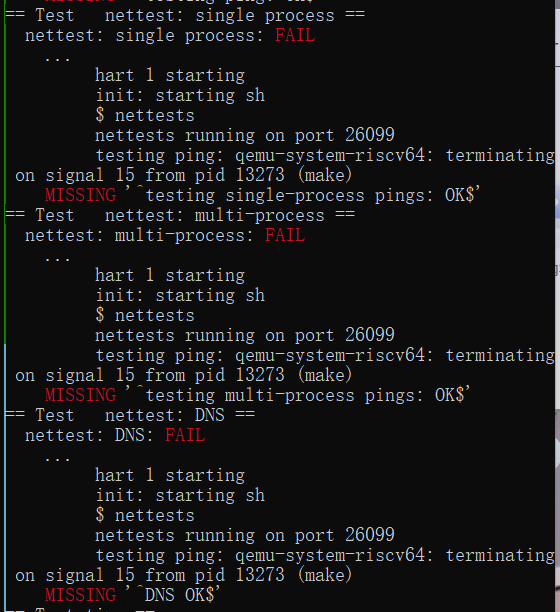 MISSING '^testing ping: OK$'
== Test   nettest: single process ==
nettest: single process: FAIL
...
hart 1 starting
init: starting sh
$ nettests
nettests running on port 26099
testing ping: qemu-system-riscv64: terminating
on signal 15 from pid 13273 (make)
MISSING '^testing single-process pings: OK$'
== Test   nettest: multi-process ==
nettest: multi-process: FAIL
...
hart 1 starting
init: starting sh
$ nettests
nettests running on port 26099
testing ping: qemu-system-riscv64: terminating
on signal 15 from pid 13273 (make)
MISSING '^testing multi-process pings: OK$'
== Test   nettest: DNS ==
nettest: DNS: FAIL
...
hart 1 starting
init: starting sh
$ nettests
nettests running on port 26099
testing ping: qemu-system-riscv64: terminating
on signal 15 from pid 13273 (make)
MISSING '^DNS OK$'